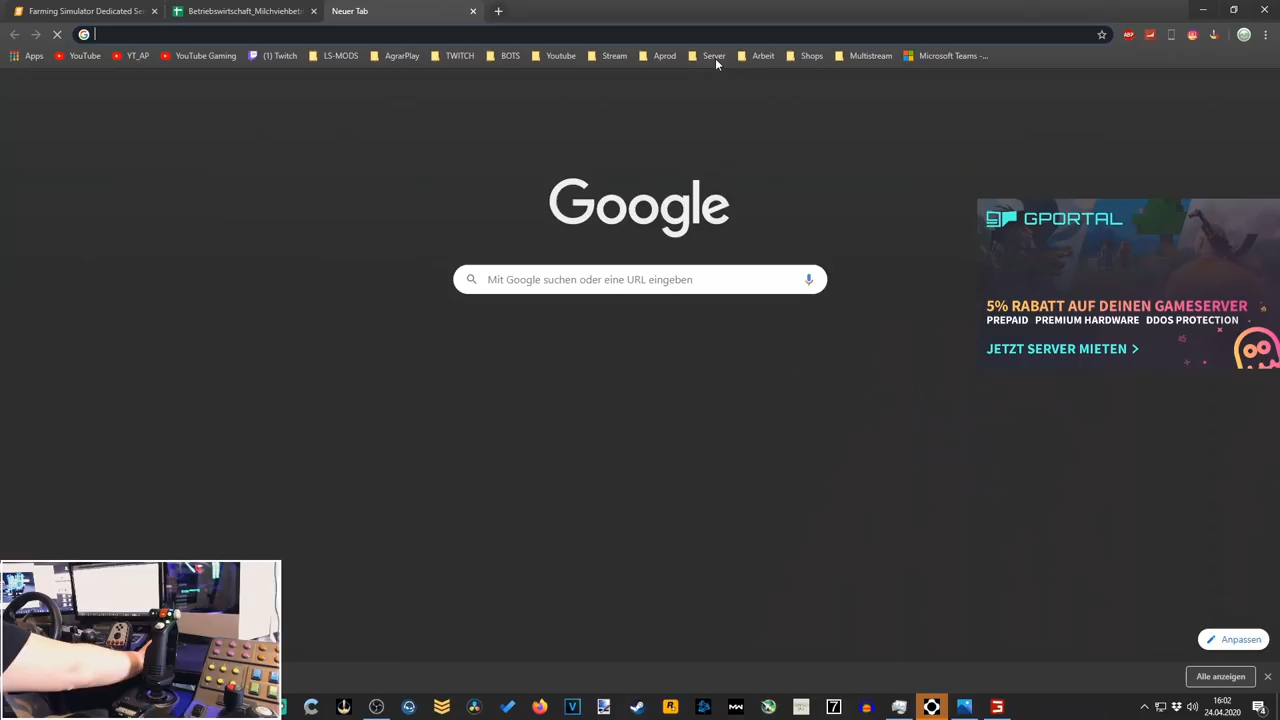 Farming Simulator Dedicated Se
Betriebswirtschaft_Milchviehbetri
Neuer Tab
Apps
YouTube
YT_AP
YouTube Gaming
(1) Twitch
LS-MODS
AgrarPlay
TWITCH
BOTS
Youtube
Stream
Aprod
Server
Arbeit
Shops
Multistream
Microsoft Teams -...
Google
Mit Google suchen oder eine URL eingeben
GPORTAL
5% RABATT AUF DEINEN GAMESERVER
PREPAID PREMIUM HARDWARE DDOS PROTECTION
JETZT SERVER MIETEN >
Anpassen
Alle anzeigen
16:02
24.04.2020